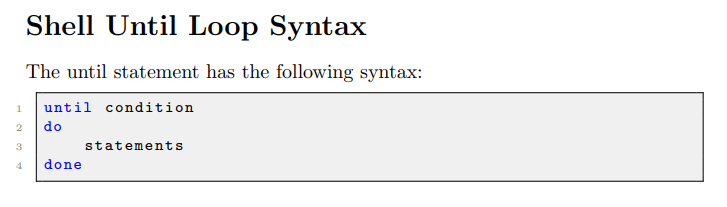 Shell Until Loop Syntax
The until statement has the following syntax:
1 until condition
2 do
3     statements
4 done